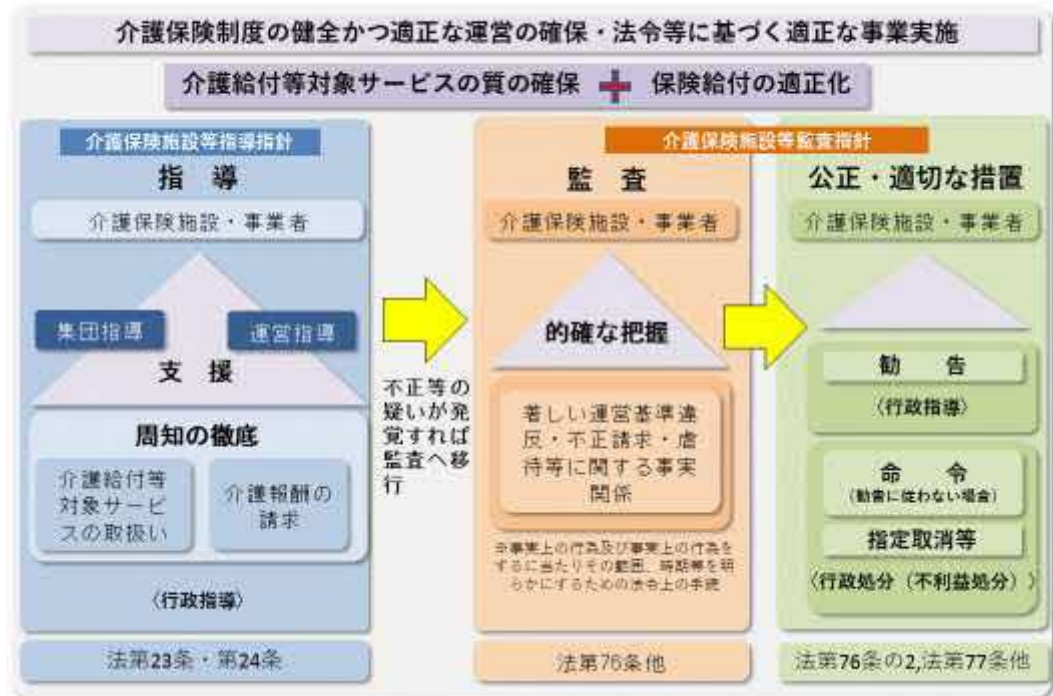 介護保険制度の健全かつ適正な運営の確保・法令等に基づく適正な事業実施
介護給付等対象サービスの質の確保 ＋ 保険給付の適正化
介護保険施設等指導指針
指 導
介護保険施設・事業者
集団指導
運営指導
支 援
周知の徹底
介護給付等
対象サービ
スの取扱い
介護報酬の
請求
〈行政指導〉
法第23条・第24条
不正等の
疑いが発
覚すれば
監査へ移
行
介護保険施設等監査指針
監 査
介護保険施設・事業者
的確な把握
著しい運営基準違
反・不正請求・虐
待等に関する事実
関係
※事実上の行為及び事実上の行為を
するに当たりその範囲、時期等を明
らかにするための法令上の手続
法第76条他
公正・適切な措置
介護保険施設・事業者
勧 告
〈行政指導〉
命 令
(勧告に従わない場合)
指定取消等
〈行政処分（不利益処分）〉
法第76条の2,法第77条他